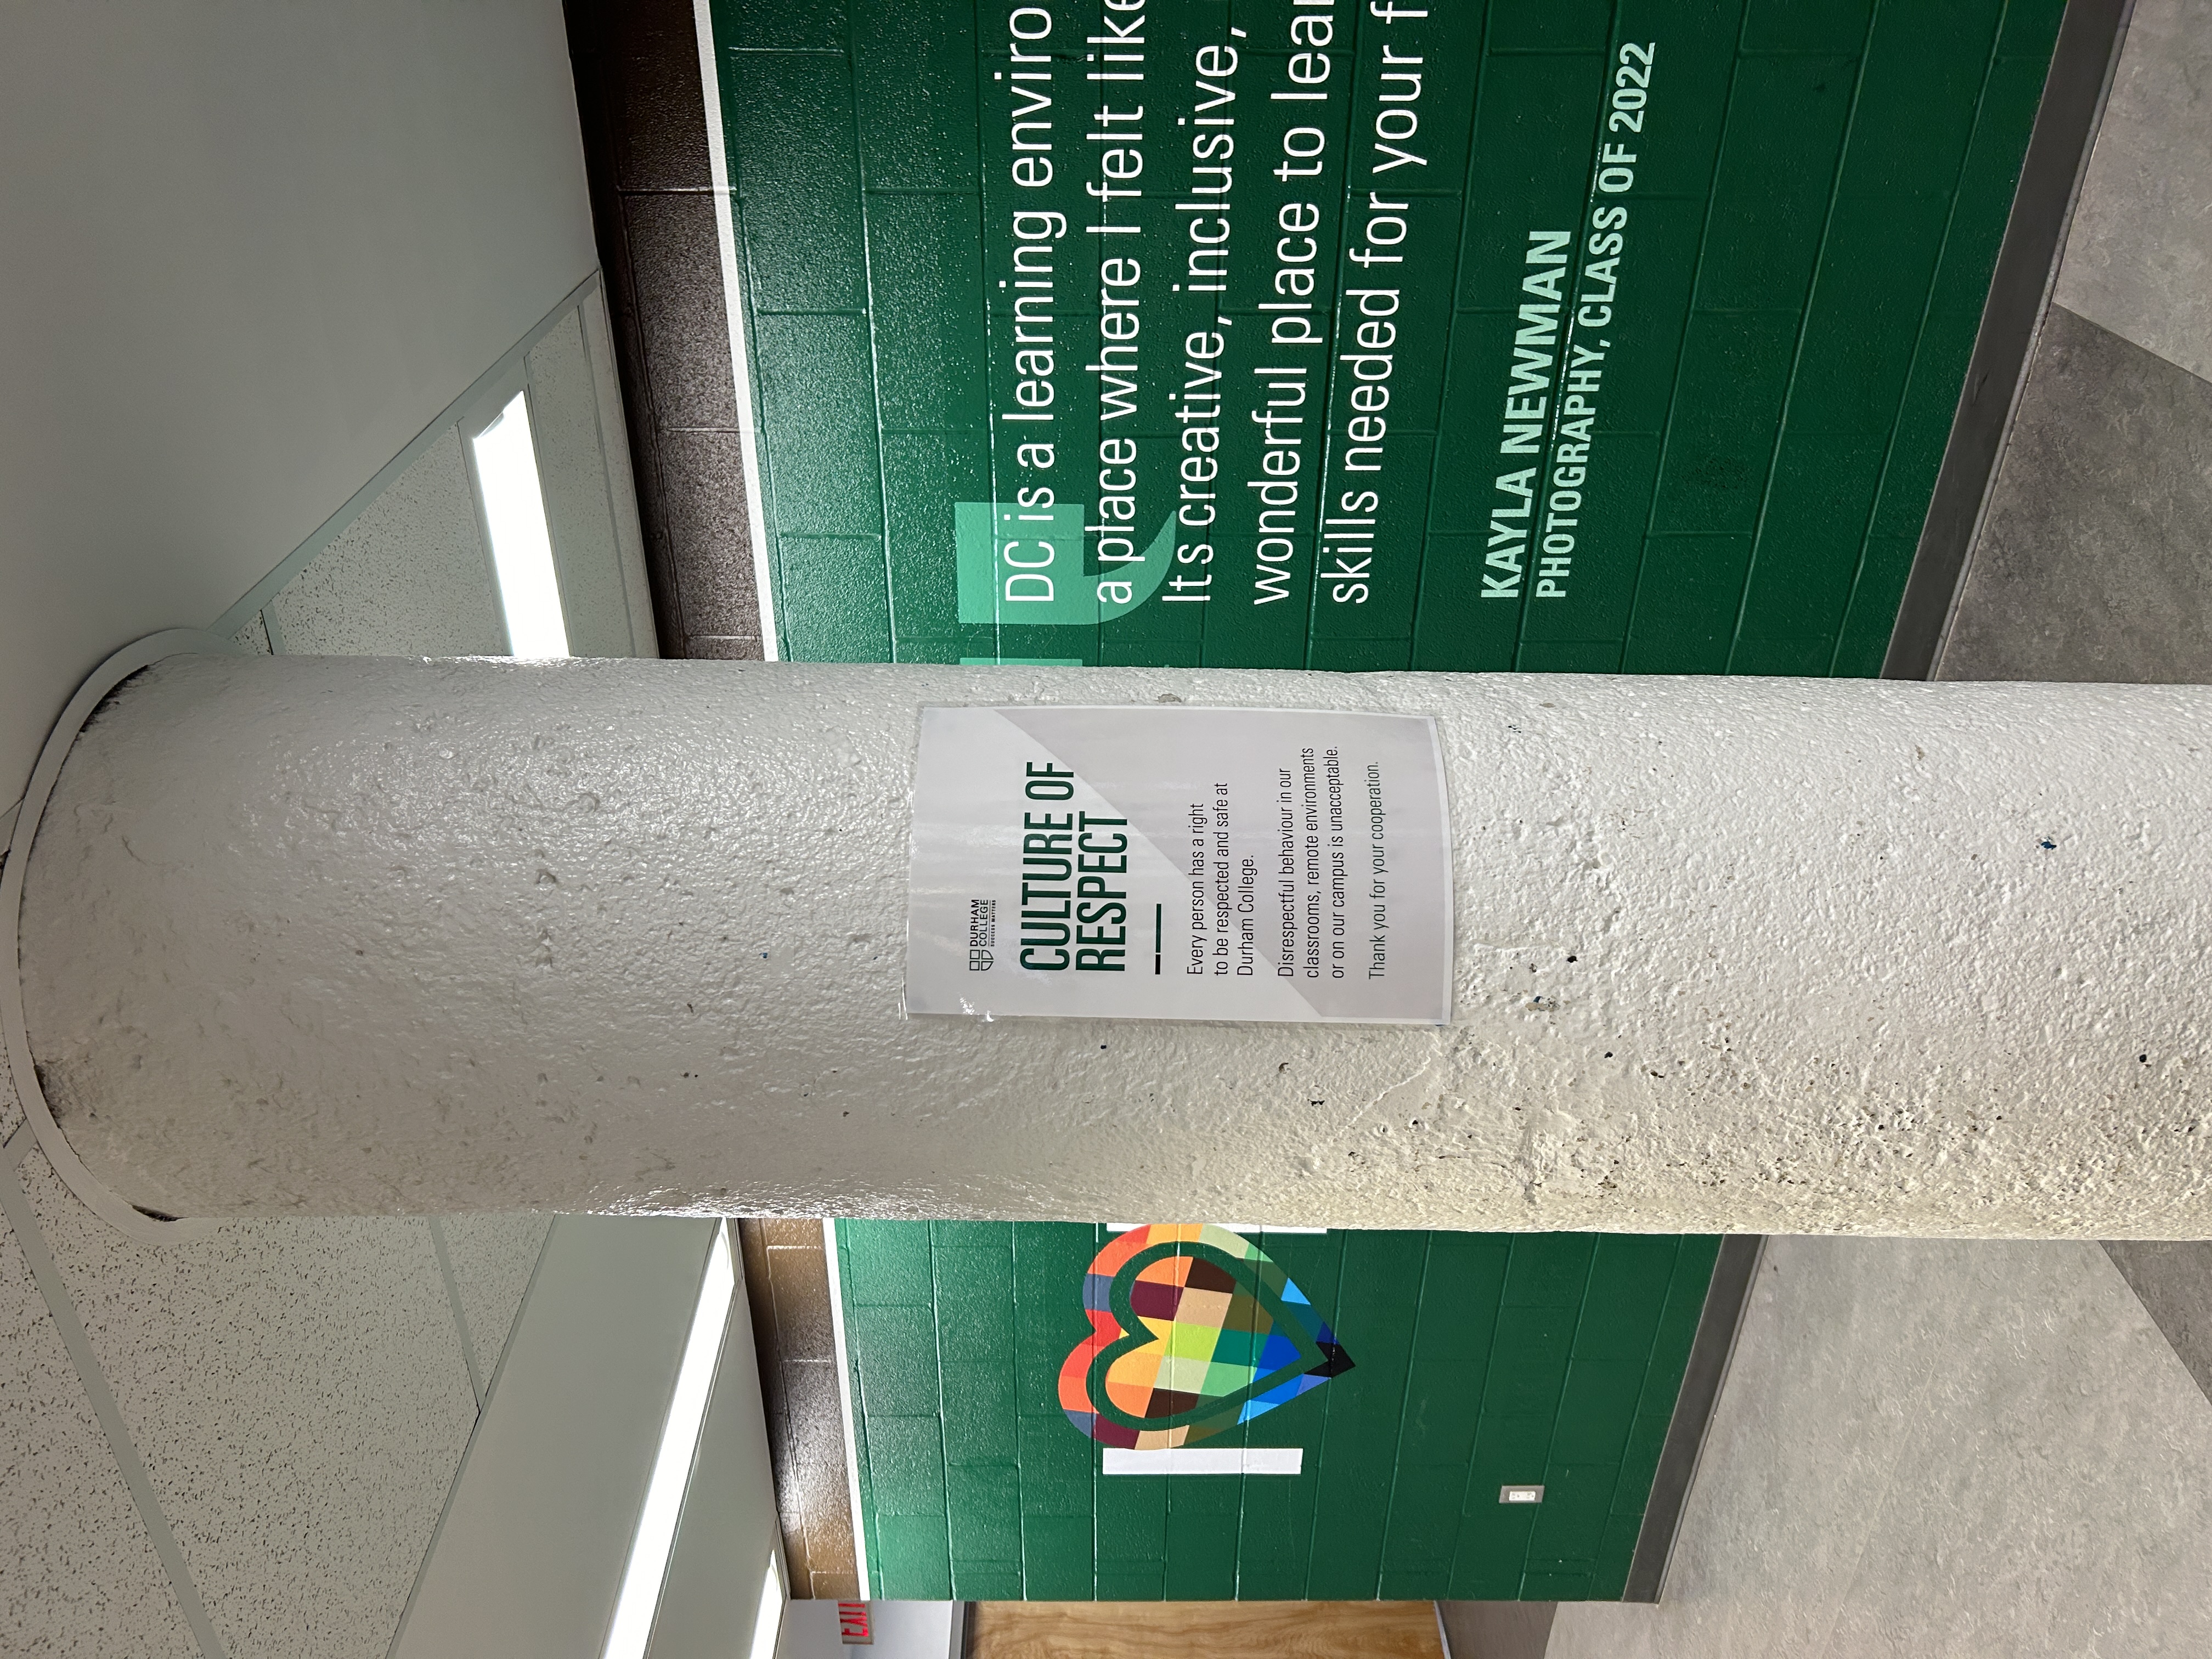 EXIT
I
DURHAM
COLLEGE
SUCCESS MATTERS
CULTURE OF
RESPECT
Every person has a right
to be respected and safe at
Durham College.
Disrespectful behaviour in our
classrooms, remote environments
or on our campus is unacceptable.
Thank you for your cooperation.
DC is a learning enviro
a place where I felt like
Its creative, inclusive,
wonderful place to lear
skills needed for your f
KAYLA NEWMAN
PHOTOGRAPHY, CLASS OF 2022